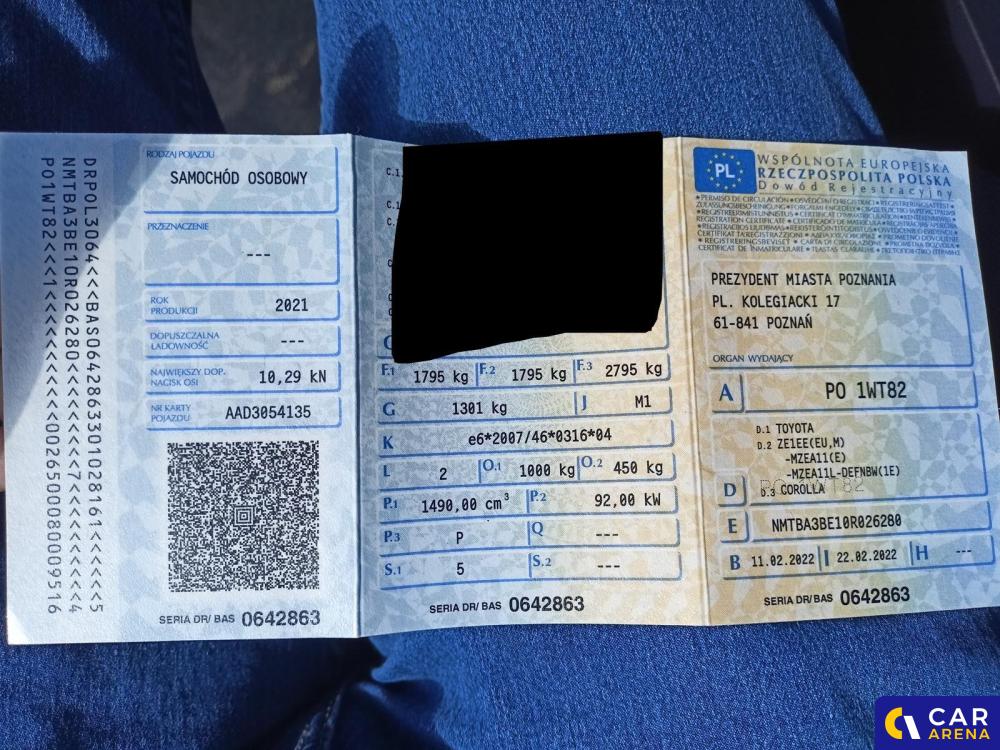 DRPOL3064<<BAS0642863301028161<<<<<5
NMTBA3BE10R026280<<<<<<<7<<<<<<<<<<4
PO1WT82<<<1<<<<<<<<<<<002650008009516
RODZAJ POJAZDU
SAMOCHÓD OSOBOWY
PRZEZNACZENIE
---
ROK
PRODUKCJI
2021
DOPUSZCZALNA
ŁADOWNOŚĆ
---
NAJWIĘKSZY DOP.
NACISK OSI
10,29 kN
NR KARTY
POJAZDU
AAD3054135
SERIA DR/ BAS 0642863
C.1.
C.1.
C.
F.1 1795 kg F.2 1795 kg F.3 2795 kg
G 1301 kg J M1
K e6*2007/46*0316*04
L 2 O.1 1000 kg O.2 450 kg
P.1 1490,00 cm³ P.2 92,00 kW
P.3 P Q ---
S.1 5 S.2 ---
SERIA DR/ BAS 0642863
PL
WSPÓLNOTA EUROPEJSKA
RZECZPOSPOLITA POLSKA
Dowód Rejestracyjny
PREZYDENT MIASTA POZNANIA
PL. KOLEGIACKI 17
61-841 POZNAŃ
ORGAN WYDAJĄCY
A PO 1WT82
D.1 TOYOTA
D.2 ZE1EE(EU,M)
-MZEA11(E)
-MZEA11L-DEFNBW(1E)
D D.3 COROLLA
E NMTBA3BE10R026280
B 11.02.2022 I 22.02.2022 H ---
SERIA DR/ BAS 0642863
CAR
ARENA